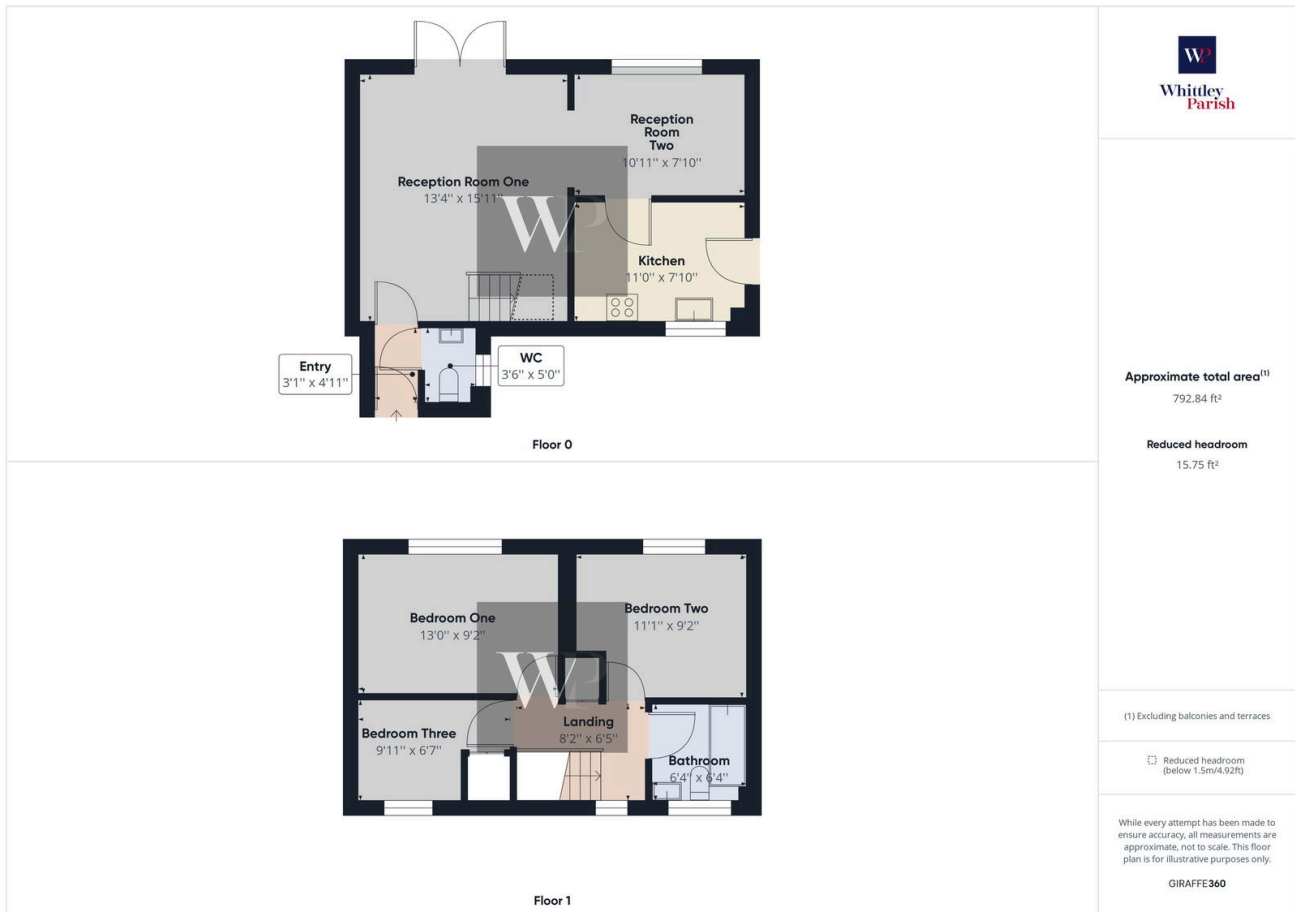 Reception Room One
13'4'' x 15'11''
Reception
Room
Two
10'11'' x 7'10''
Kitchen
11'0'' x 7'10''
Entry
3'1'' x 4'11''
WC
3'6'' x 5'0''
WP
Floor 0
Bedroom One
13'0'' x 9'2''
Bedroom Two
11'1'' x 9'2''
Bedroom Three
9'11'' x 6'7''
Landing
8'2'' x 6'5''
Bathroom
6'4'' x 6'4''
WP
Floor 1
WP
Whittley
Parish
Approximate total area(1)
792.84 ft²
Reduced headroom
15.75 ft²
(1) Excluding balconies and terraces
Reduced headroom
(below 1.5m/4.92ft)
While every attempt has been made to
ensure accuracy, all measurements are
approximate, not to scale. This floor
plan is for illustrative purposes only.
GIRAFFE360